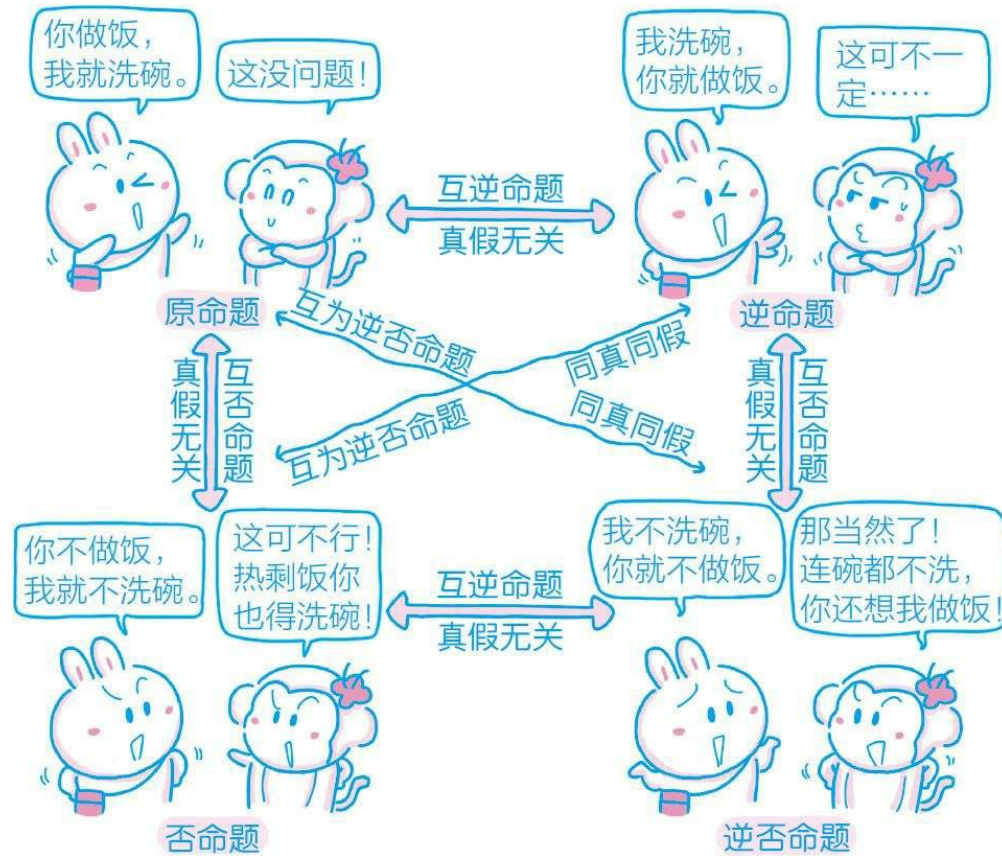 你做饭，
我就洗碗。
这没问题！
我洗碗，
你就做饭。
这可不一
定……
互逆命题
真假无关
原命题
逆命题
互为逆否命题
同真同假
互为逆否命题
同真同假
真假无关
互否命题
真假无关
互否命题
你不做饭，
我就不洗碗。
这可不行！
热剩饭你
也得洗碗！
互逆命题
真假无关
我不洗碗，
你就不做饭。
那当然了！
连碗都不洗，
你还想我做饭！
否命题
逆否命题